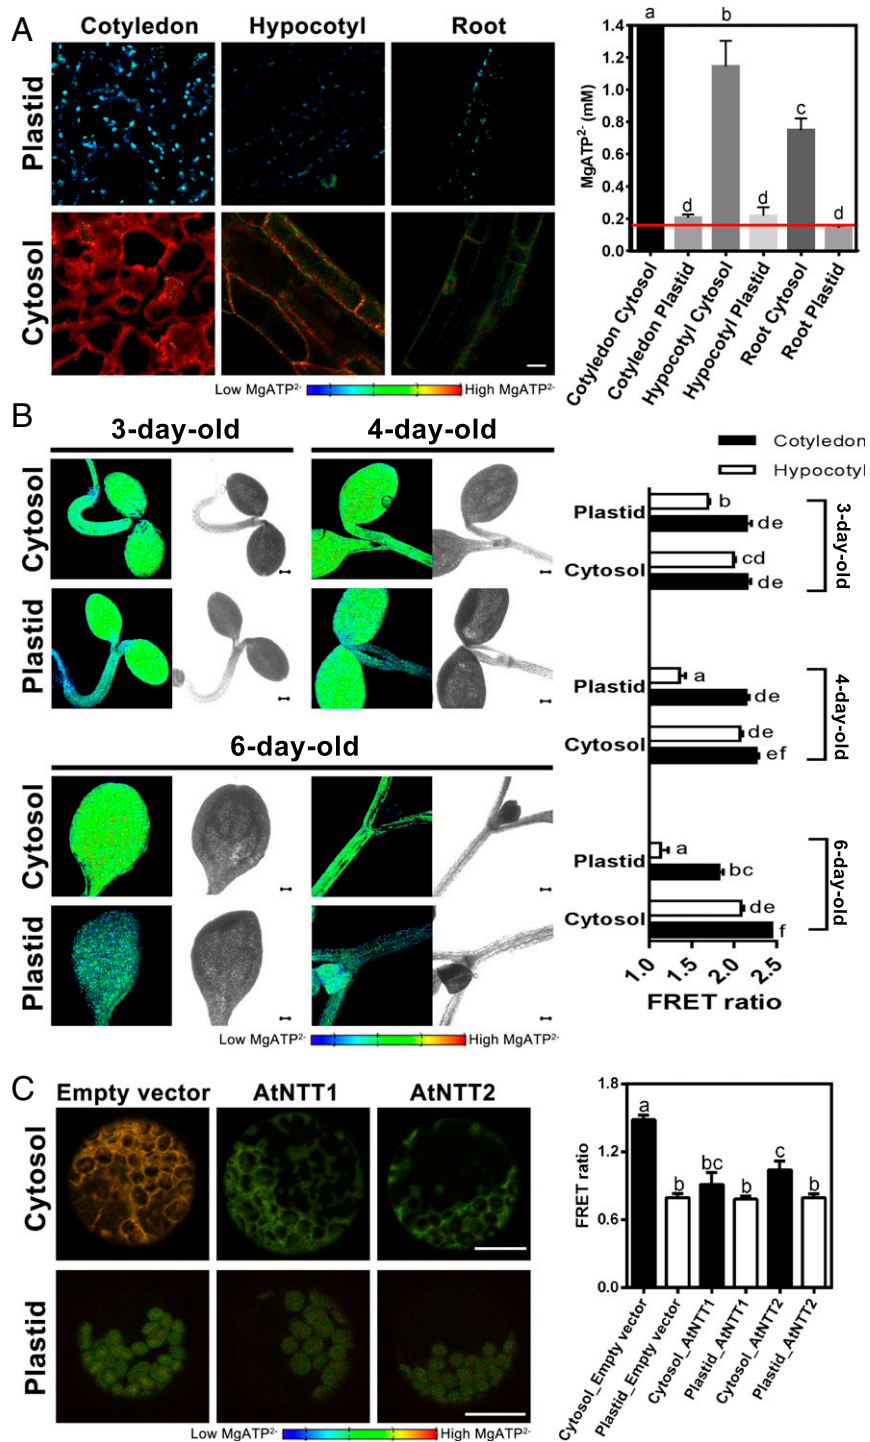 A
Cotyledon Hypocotyl Root
Plastid
Cytosol
Low MgATP²⁻ High MgATP²⁻
MgATP²⁻ (mM)
1.4
1.2
1.0
0.8
0.6
0.4
0.2
0.0
a b c d d d
Cotyledon Cytosol
Cotyledon Plastid
Hypocotyl Cytosol
Hypocotyl Plastid
Root Cytosol
Root Plastid
B
3-day-old 4-day-old
Cytosol
Plastid
6-day-old
Cytosol
Plastid
Low MgATP²⁻ High MgATP²⁻
Cotyledon
Hypocotyl
Plastid b
de
Cytosol cd
de
3-day-old
Plastid a
de
Cytosol de
ef
4-day-old
Plastid a
bc
Cytosol de
f
6-day-old
1.0 1.5 2.0 2.5
FRET ratio
C
Empty vector AtNTT1 AtNTT2
Cytosol
Plastid
Low MgATP²⁻ High MgATP²⁻
FRET ratio
1.8
1.2
0.6
0.0
a b bc b c b
Cytosol_Empty vector
Plastid_Empty vector
Cytosol_AtNTT1
Plastid_AtNTT1
Cytosol_AtNTT2
Plastid_AtNTT2